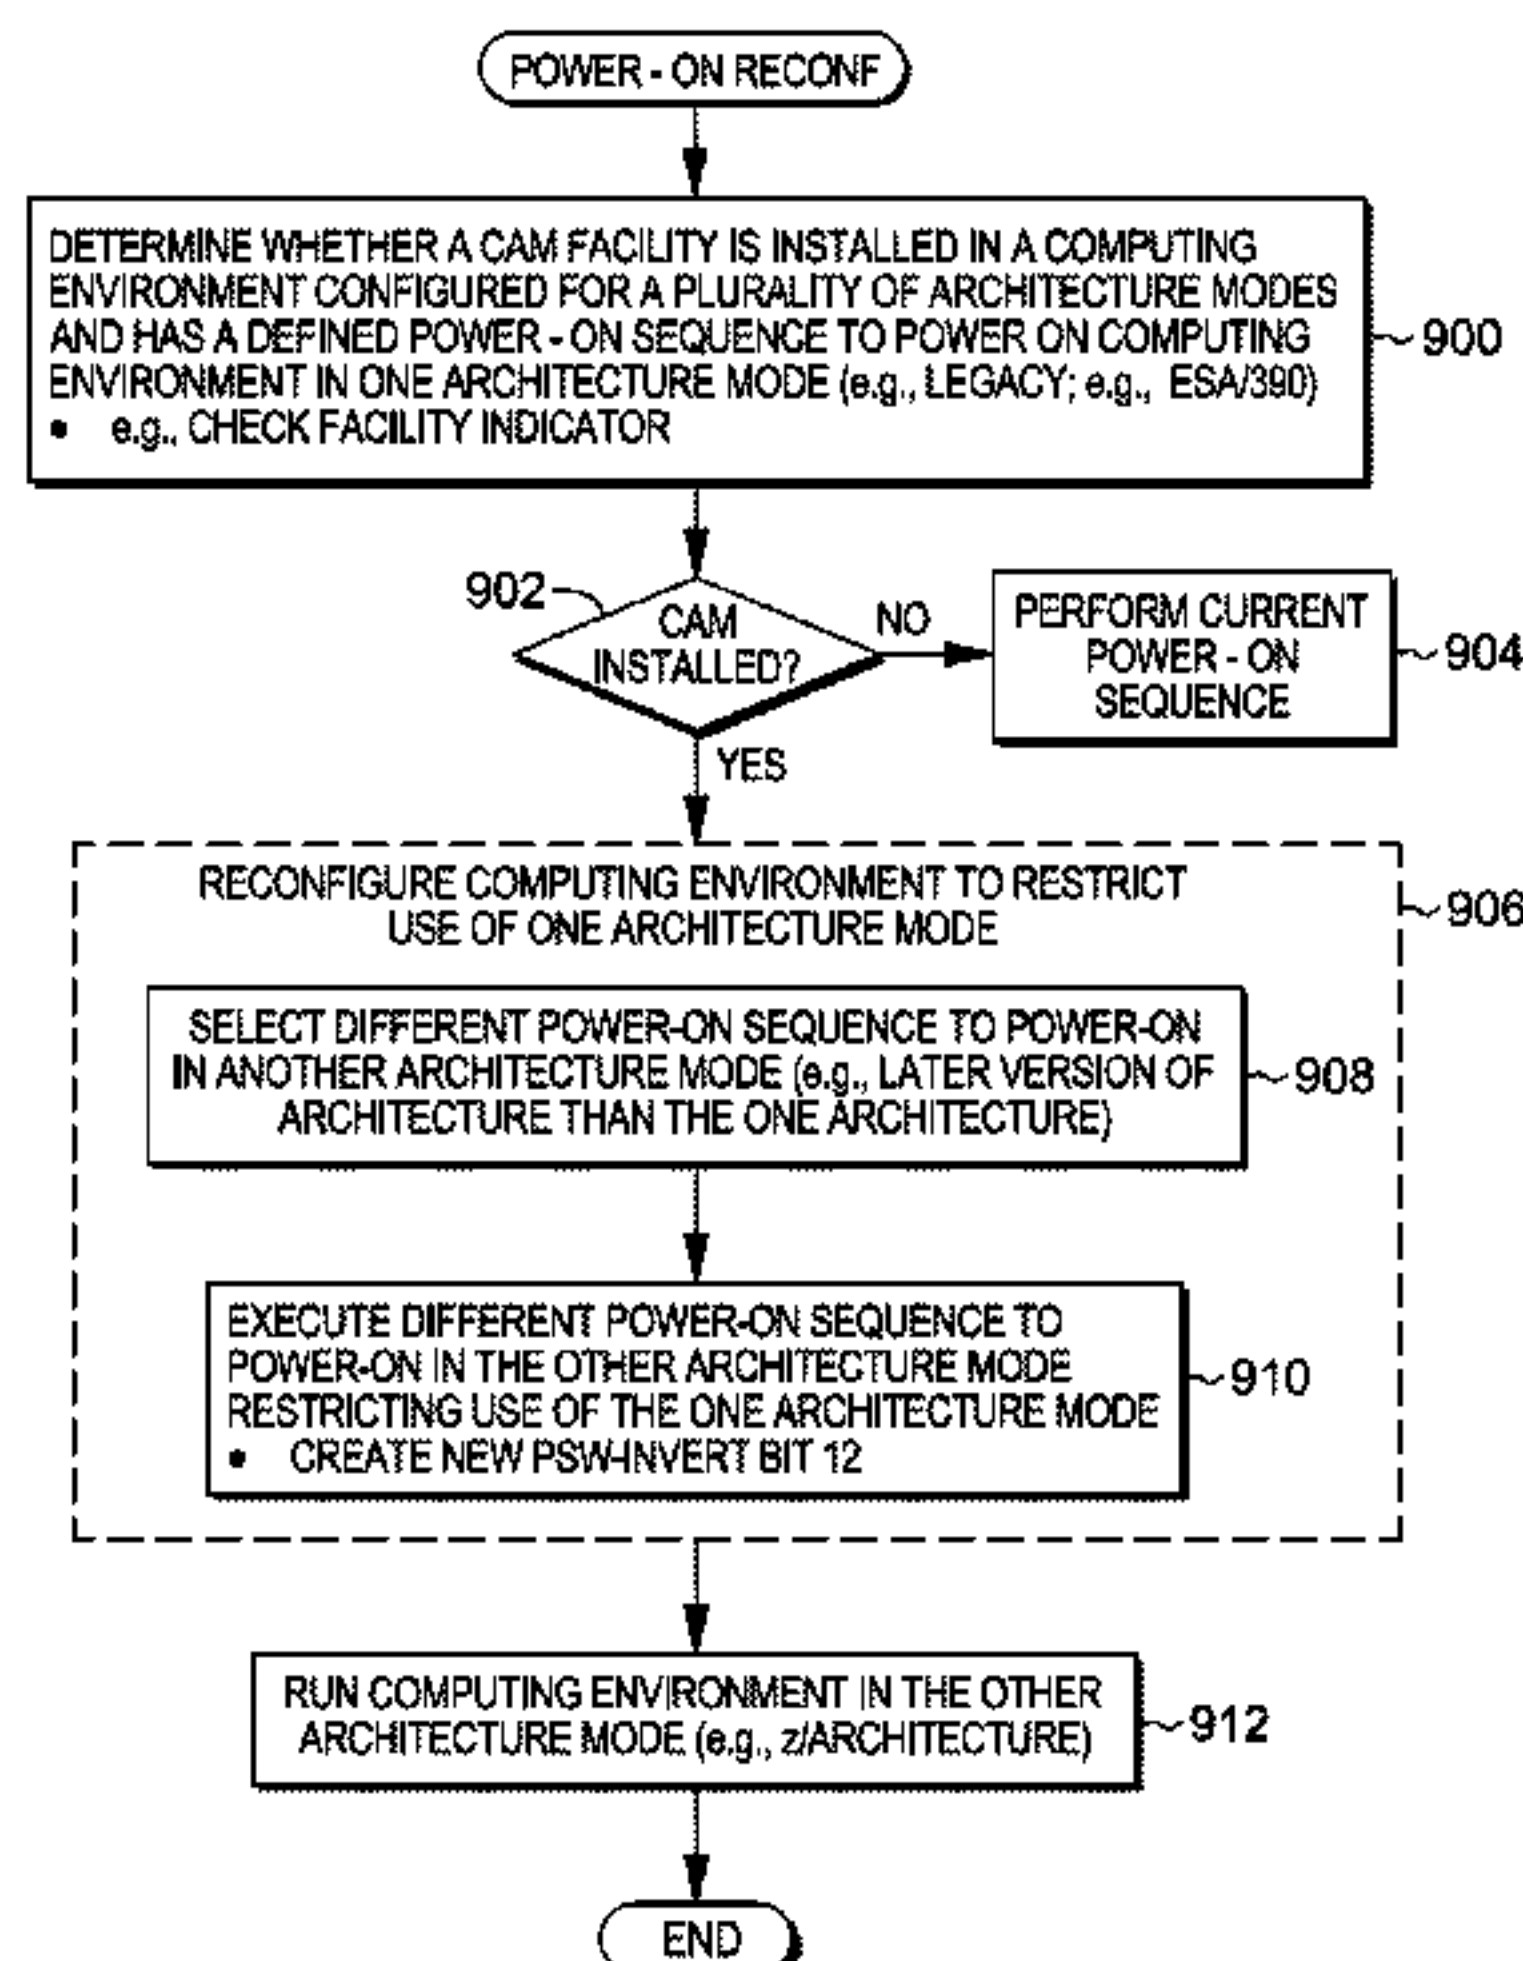 POWER - ON RECONF
DETERMINE WHETHER A CAM FACILITY IS INSTALLED IN A COMPUTING
ENVIRONMENT CONFIGURED FOR A PLURALITY OF ARCHITECTURE MODES
AND HAS A DEFINED POWER - ON SEQUENCE TO POWER ON COMPUTING
ENVIRONMENT IN ONE ARCHITECTURE MODE (e.g., LEGACY; e.g., ESA/390)
• e.g., CHECK FACILITY INDICATOR
900
902
CAM
INSTALLED?
NO
PERFORM CURRENT
POWER - ON
SEQUENCE
904
YES
RECONFIGURE COMPUTING ENVIRONMENT TO RESTRICT
USE OF ONE ARCHITECTURE MODE
906
SELECT DIFFERENT POWER-ON SEQUENCE TO POWER-ON
IN ANOTHER ARCHITECTURE MODE (e.g., LATER VERSION OF
ARCHITECTURE THAN THE ONE ARCHITECTURE)
908
EXECUTE DIFFERENT POWER-ON SEQUENCE TO
POWER-ON IN THE OTHER ARCHITECTURE MODE
RESTRICTING USE OF THE ONE ARCHITECTURE MODE
• CREATE NEW PSW-INVERT BIT 12
910
RUN COMPUTING ENVIRONMENT IN THE OTHER
ARCHITECTURE MODE (e.g., z/ARCHITECTURE)
912
END